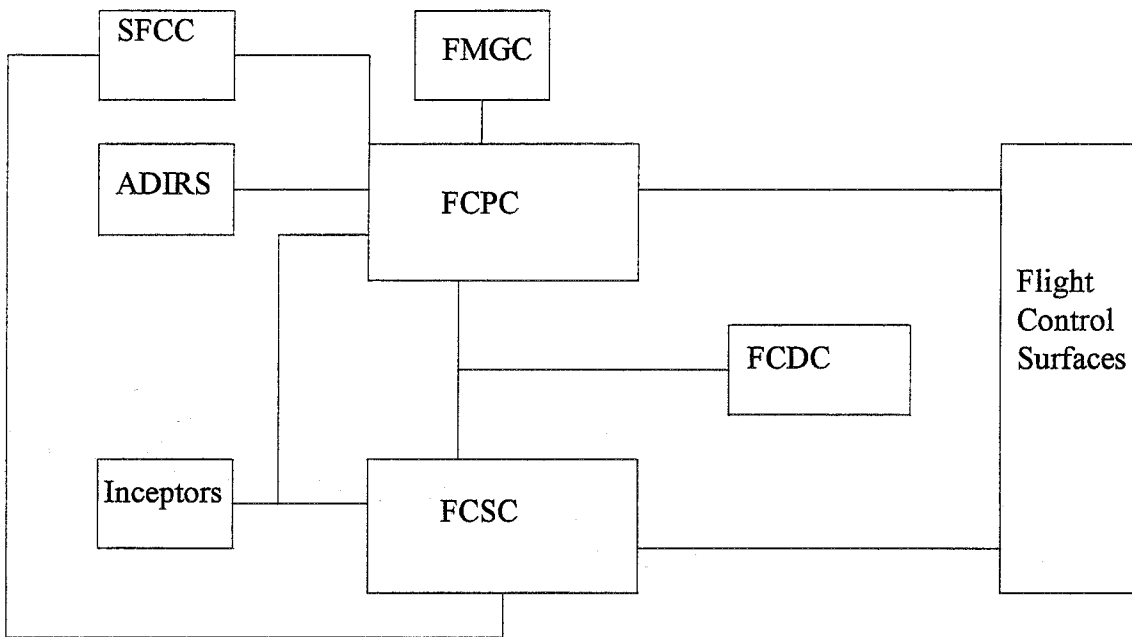 SFCC
FMGC
ADIRS
FCPC
Flight
Control
Surfaces
FCDC
Inceptors
FCSC